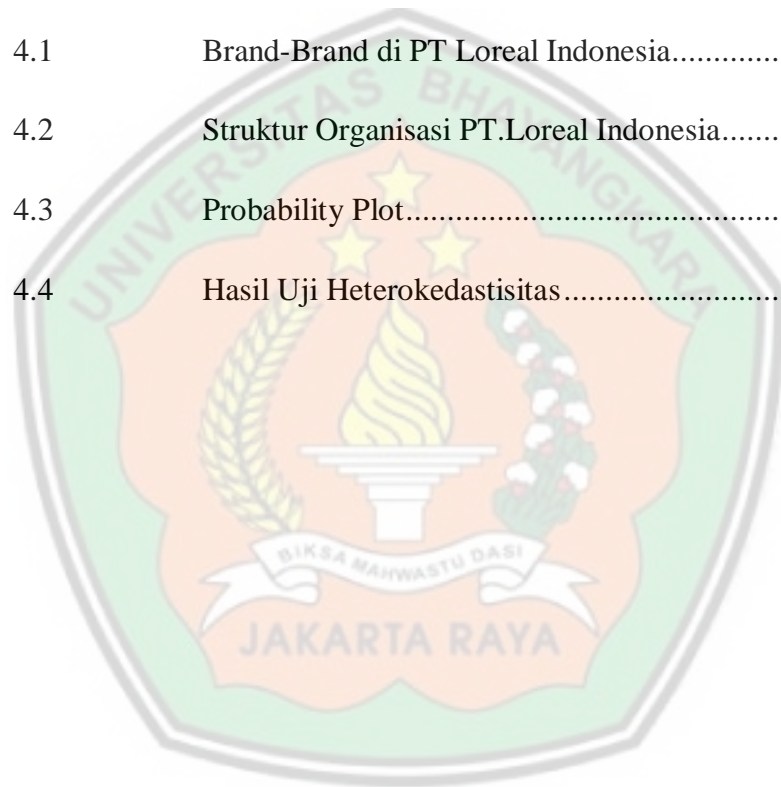 4.1 Brand-Brand di PT Loreal Indonesia.............
4.2 Struktur Organisasi PT.Loreal Indonesia.......
4.3 Probability Plot..........................................
4.4 Hasil Uji Heterokedastisitas........................
UNIVERSITAS BHAYANGKARA
BIKSA MAHWASTU DASI
JAKARTA RAYA